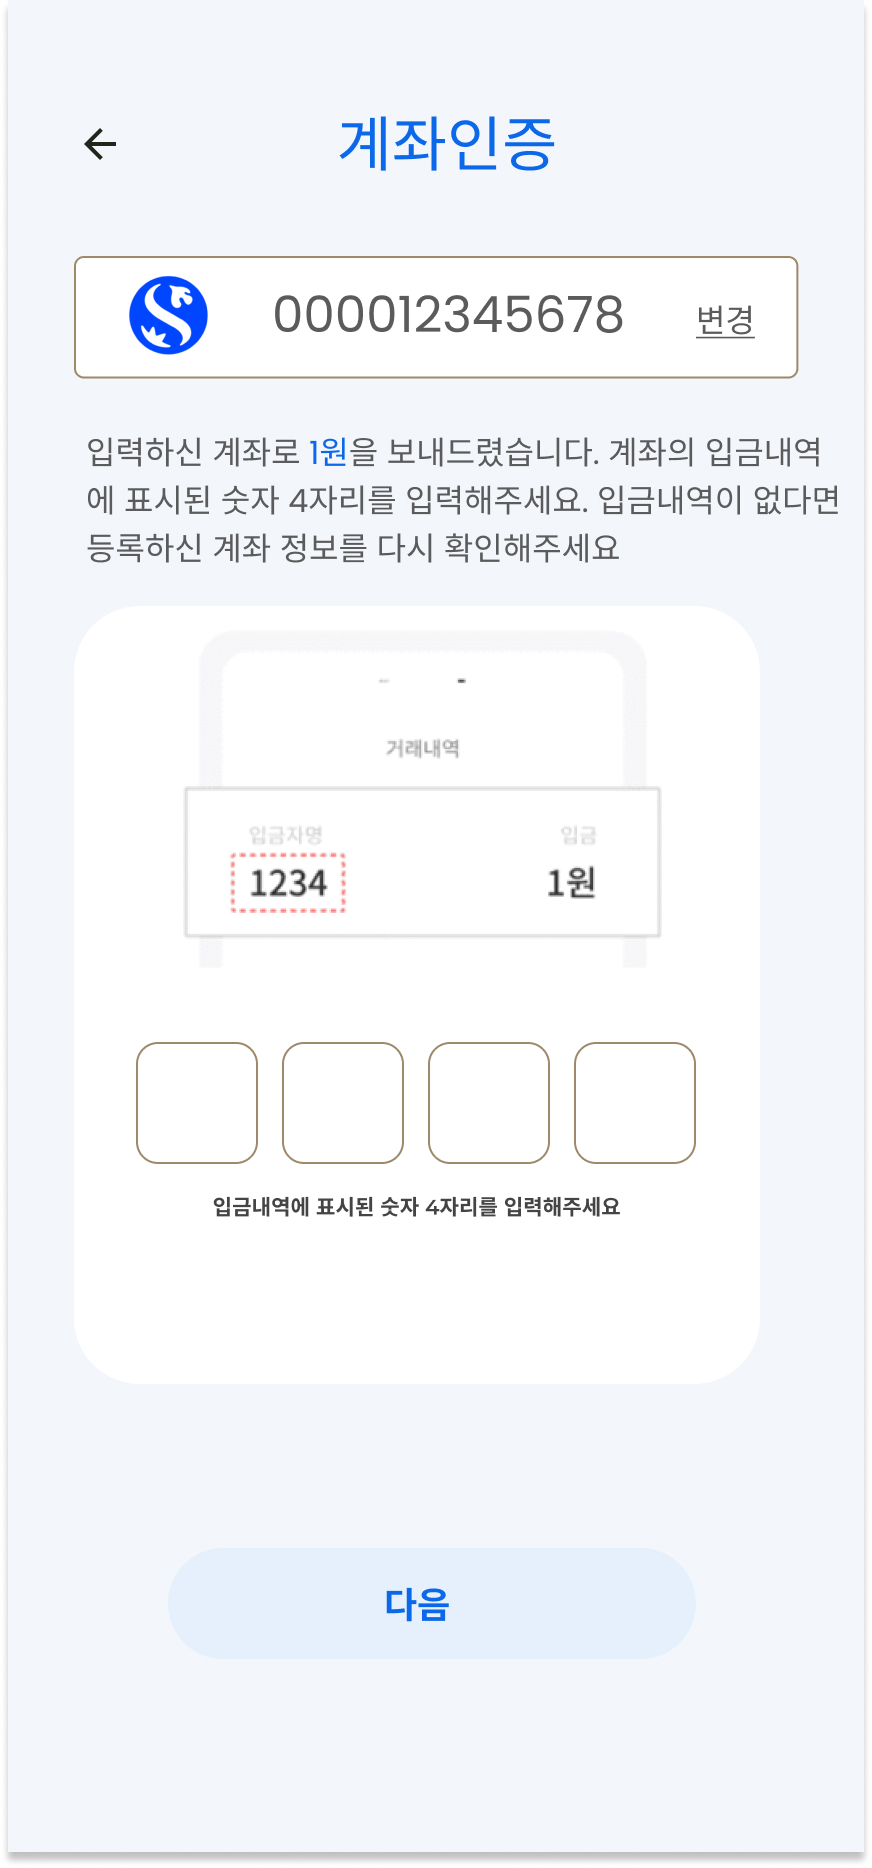 계좌인증
000012345678 변경
입력하신 계좌로 1원을 보내드렸습니다. 계좌의 입금내역
에 표시된 숫자 4자리를 입력해주세요. 입금내역이 없다면
등록하신 계좌 정보를 다시 확인해주세요
거래내역
입금자명 입금
1234 1원
입금내역에 표시된 숫자 4자리를 입력해주세요
다음